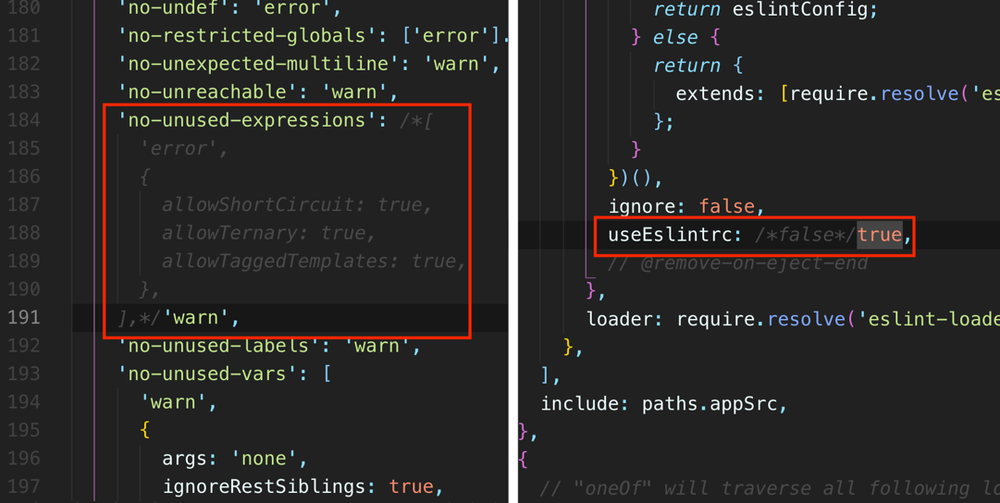 180 'no-undef': 'error',
181 'no-restricted-globals': ['error'].
182 'no-unexpected-multiline': 'warn',
183 'no-unreachable': 'warn',
184 'no-unused-expressions': /*[
185 'error',
186 {
187 allowShortCircuit: true,
188 allowTernary: true,
189 allowTaggedTemplates: true,
190 },
191 ],*/'warn',
192 'no-unused-labels': 'warn',
193 'no-unused-vars': [
194 'warn',
195 {
196 args: 'none',
197 ignoreRestSiblings: true,
return eslintConfig;
} else {
return {
extends: [require.resolve('es
};
}
})(),
ignore: false,
useEslintrc: /*false*/true,
// @remove-on-eject-end
},
loader: require.resolve('eslint-loade
},
],
include: paths.appSrc,
},
{
// "oneOf" will traverse all following lo